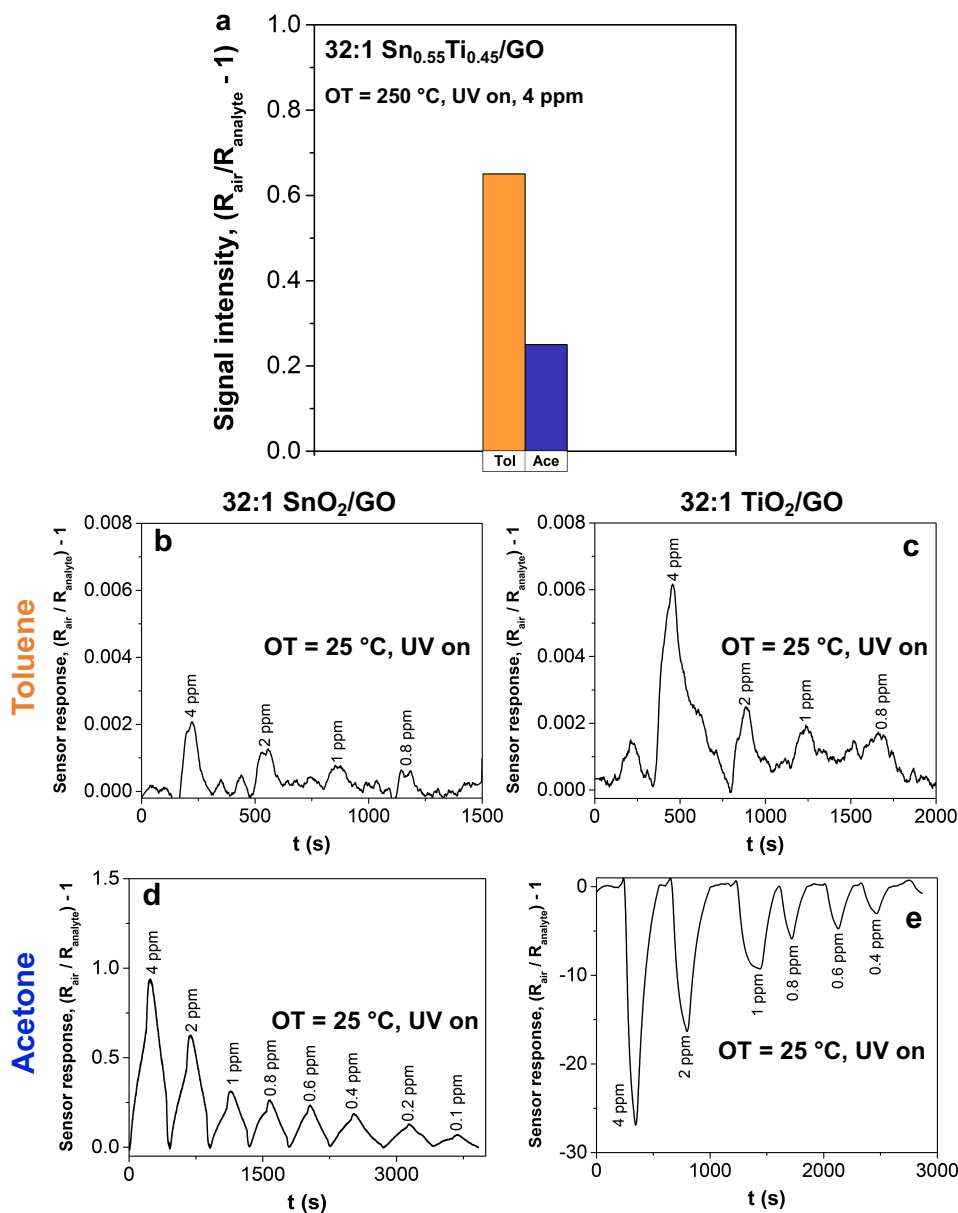 a
32:1 Sn0.55Ti0.45/GO
OT = 250 °C, UV on, 4 ppm
Signal intensity, (Rair/Ranalyte - 1)
1.0
0.8
0.6
0.4
0.2
0.0
Tol Ace
32:1 SnO2/GO
32:1 TiO2/GO
Toluene
b
OT = 25 °C, UV on
Sensor response, (Rair / Ranalyte) - 1
0.008
0.006
0.004
0.002
0.000
4 ppm
2 ppm
1 ppm
0.8 ppm
0 500 1000 1500
t (s)
c
OT = 25 °C, UV on
Sensor response, (Rair / Ranalyte) - 1
0.008
0.006
0.004
0.002
0.000
4 ppm
2 ppm
1 ppm
0.8 ppm
0 500 1000 1500 2000
t (s)
Acetone
d
OT = 25 °C, UV on
Sensor response, (Rair / Ranalyte) - 1
1.5
1.0
0.5
0.0
4 ppm
2 ppm
1 ppm
0.8 ppm
0.6 ppm
0.4 ppm
0.2 ppm
0.1 ppm
0 1500 3000
t (s)
e
OT = 25 °C, UV on
Sensor response, (Rair / Ranalyte) - 1
0
-10
-20
-30
4 ppm
2 ppm
1 ppm
0.8 ppm
0.6 ppm
0.4 ppm
0 1000 2000 3000
t (s)